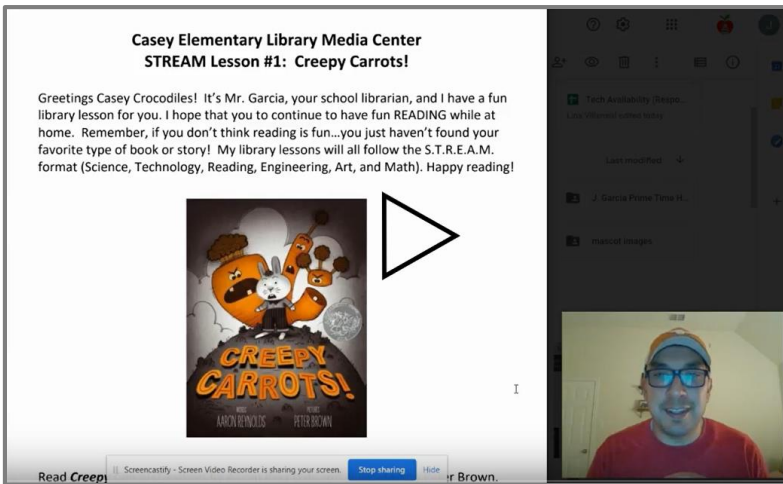 Casey Elementary Library Media Center
STREAM Lesson #1: Creepy Carrots!
Greetings Casey Crocodiles! It's Mr. Garcia, your school librarian, and I have a fun
library lesson for you. I hope that you to continue to have fun READING while at
home. Remember, if you don't think reading is fun...you just haven't found your
favorite type of book or story! My library lessons will all follow the S.T.R.E.A.M.
format (Science, Technology, Reading, Engineering, Art, and Math). Happy reading!
CREEPY
CARROTS!
WORDS PICTURES
AARON REYNOLDS PETER BROWN
Read Creepy
Screencastify - Screen Video Recorder is sharing your screen. Stop sharing Hide
er Brown.
Tech Availability (Respo...
edited today
Last modified
J. Garcia Prime Time H...
mascot images